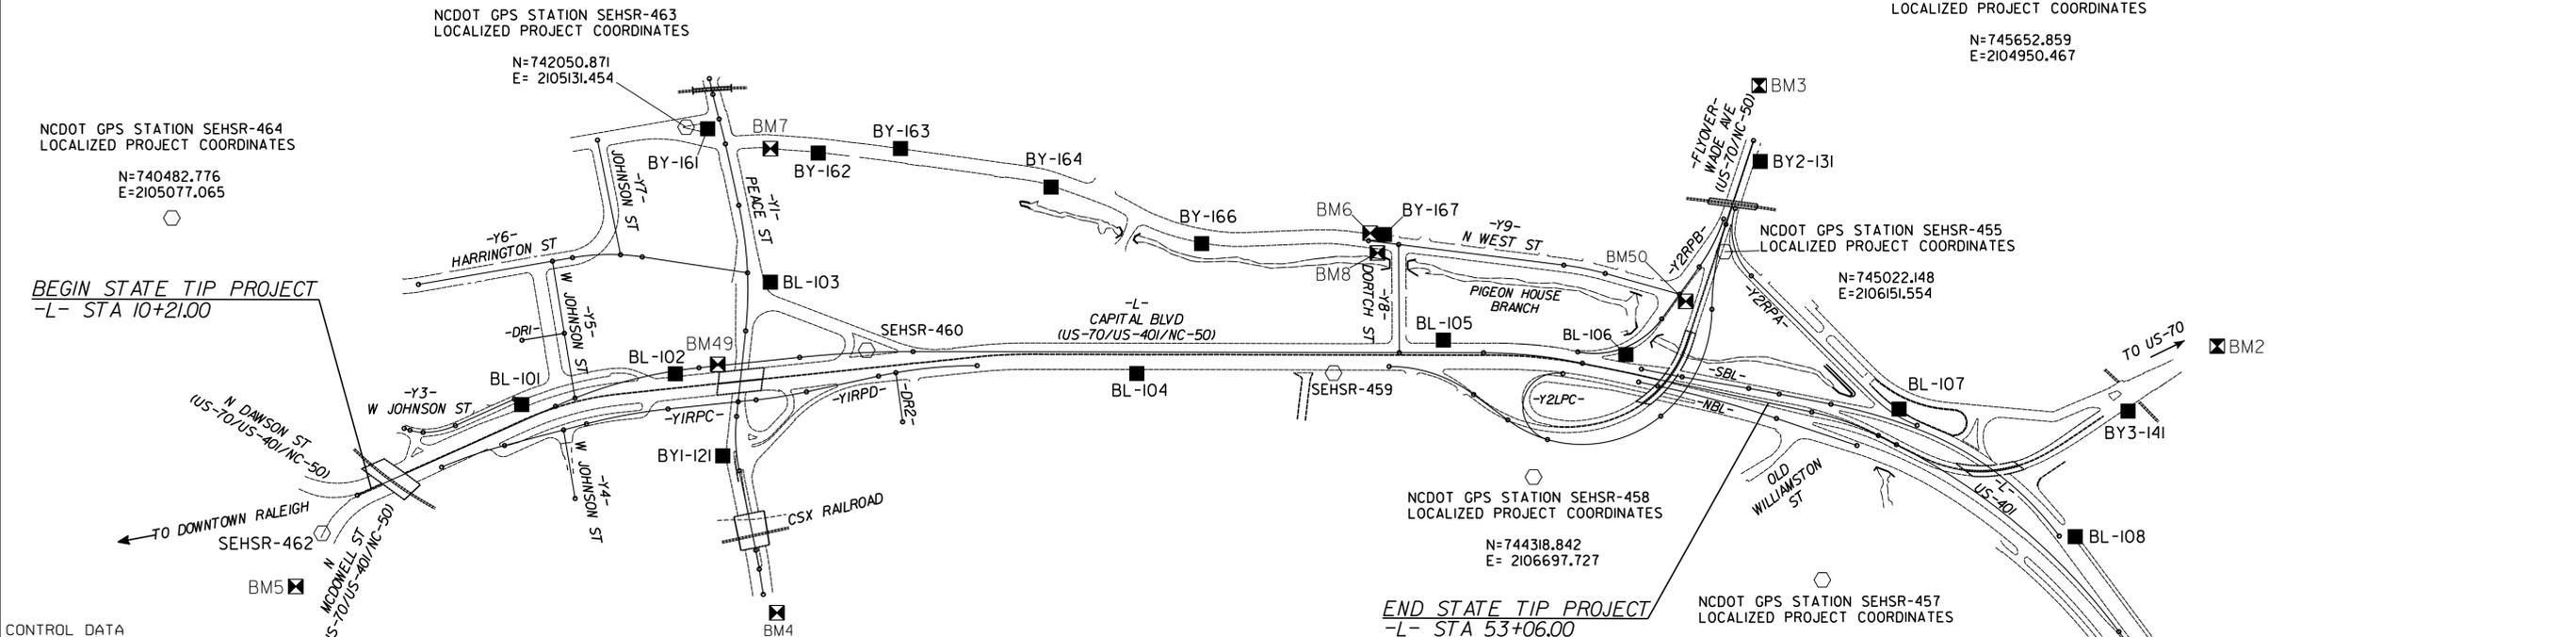 NCDOT GPS STATION SEHSR-463
LOCALIZED PROJECT COORDINATES
N=742050.871
E= 2105131.454
LOCALIZED PROJECT COORDINATES
N=745652.859
E=2104950.467
NCDOT GPS STATION SEHSR-464
LOCALIZED PROJECT COORDINATES
N=740482.776
E=2105077.065
BM3
-FLYOVER-
WADE AVE
(US-70/NC-50)
BY2-131
BM7
BY-161
BY-162
BY-163
BY-164
-Y7-
JOHNSON ST
-Y1-
PEACE ST
BY-166
BM6
BY-167
-Y9-
N WEST ST
BM8
-Y8-
DORTCH ST
BM50
-Y2RPB-
NCDOT GPS STATION SEHSR-455
LOCALIZED PROJECT COORDINATES
N=745022.148
E=2106151.554
-Y2RPA-
-Y6-
HARRINGTON ST
BEGIN STATE TIP PROJECT
-L- STA 10+21.00
BL-103
-DR1-
-Y5-
W JOHNSON ST
PIGEON HOUSE
BRANCH
-L-
CAPITAL BLVD
(US-70/US-401/NC-50)
SEHSR-460
BL-105
BL-106
BM49
BL-102
BL-101
-Y3-
W JOHNSON ST
-Y1RPC-
-Y1RPD-
-DR2-
BL-104
SEHSR-459
-Y2LPC-
-SBL-
-NBL-
BL-107
TO US-70
BM2
BY3-141
N DAWSON ST
(US-70/US-401/NC-50)
-Y4-
W JOHNSON ST
BY1-121
CSX RAILROAD
TO DOWNTOWN RALEIGH
SEHSR-462
N
MCDOWELL ST
S-70/US-401/NC-50)
BM5
BM4
NCDOT GPS STATION SEHSR-458
LOCALIZED PROJECT COORDINATES
N=744318.842
E= 2106697.727
OLD
WILLIAMSTON
ST
-L-
US-401
BL-108
END STATE TIP PROJECT
-L- STA 53+06.00
NCDOT GPS STATION SEHSR-457
LOCALIZED PROJECT COORDINATES
CONTROL DATA